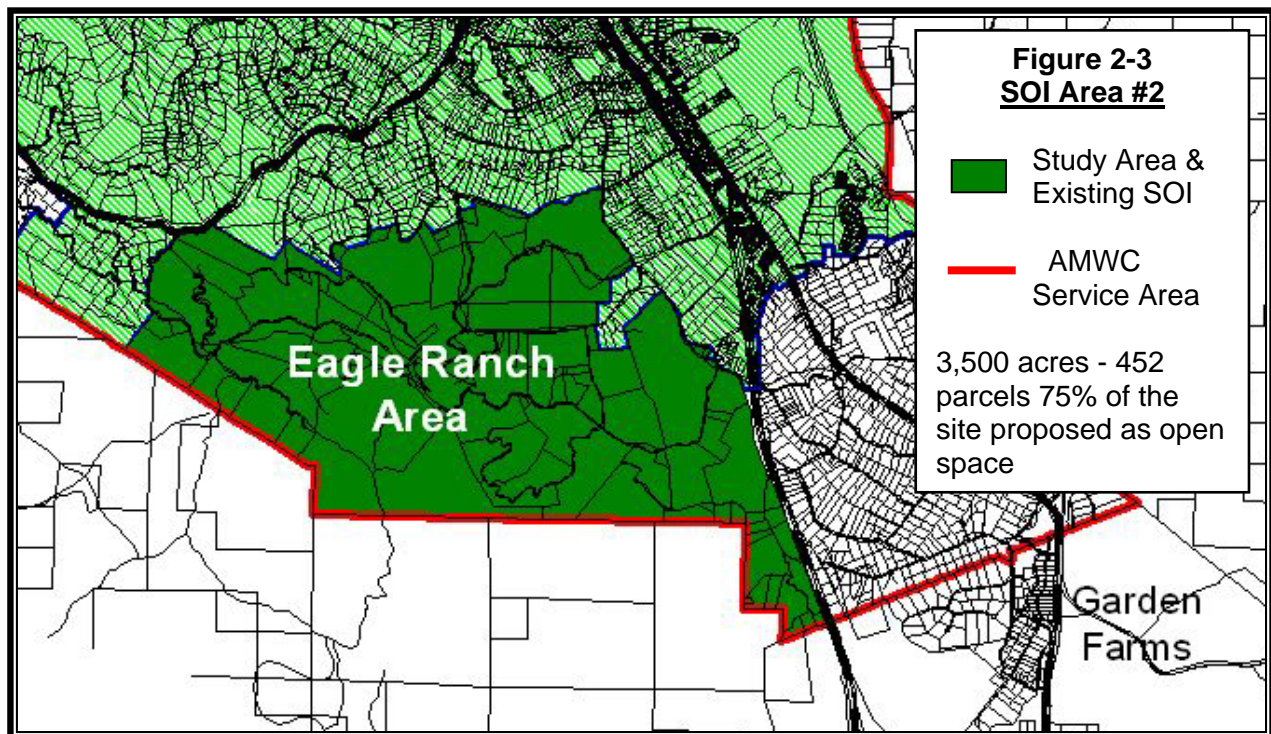 Figure 2-3
SOI Area #2
Study Area &
Existing SOI
AMWC
Service Area
3,500 acres - 452
parcels 75% of the
site proposed as open
space
Eagle Ranch
Area
Garden
Farms